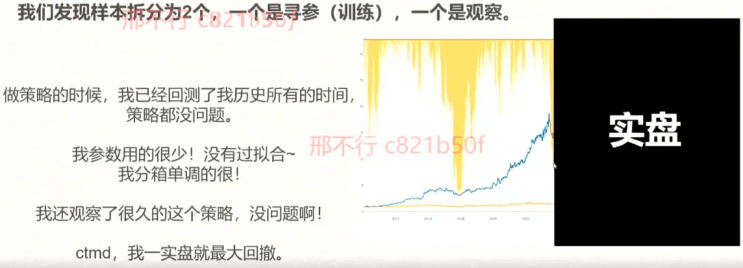 我们发现样本拆分为2个，一个是寻参（训练），一个是观察。
邢不行 c821b50f
做策略的时候，我已经回测了我历史所有的时间，
策略都没问题。
实盘
邢不行 c821b50f
我参数用的很少！没有过拟合~
我分箱单调的很！
我还观察了很久的这个策略，没问题啊！
ctmd，我一实盘就最大回撤。